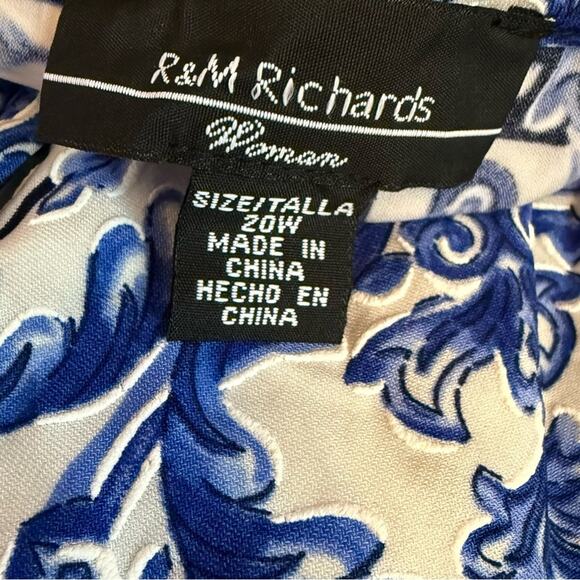 R&M Richards
Woman
SIZE/TALLA
20W
MADE IN
CHINA
HECHO EN
CHINA